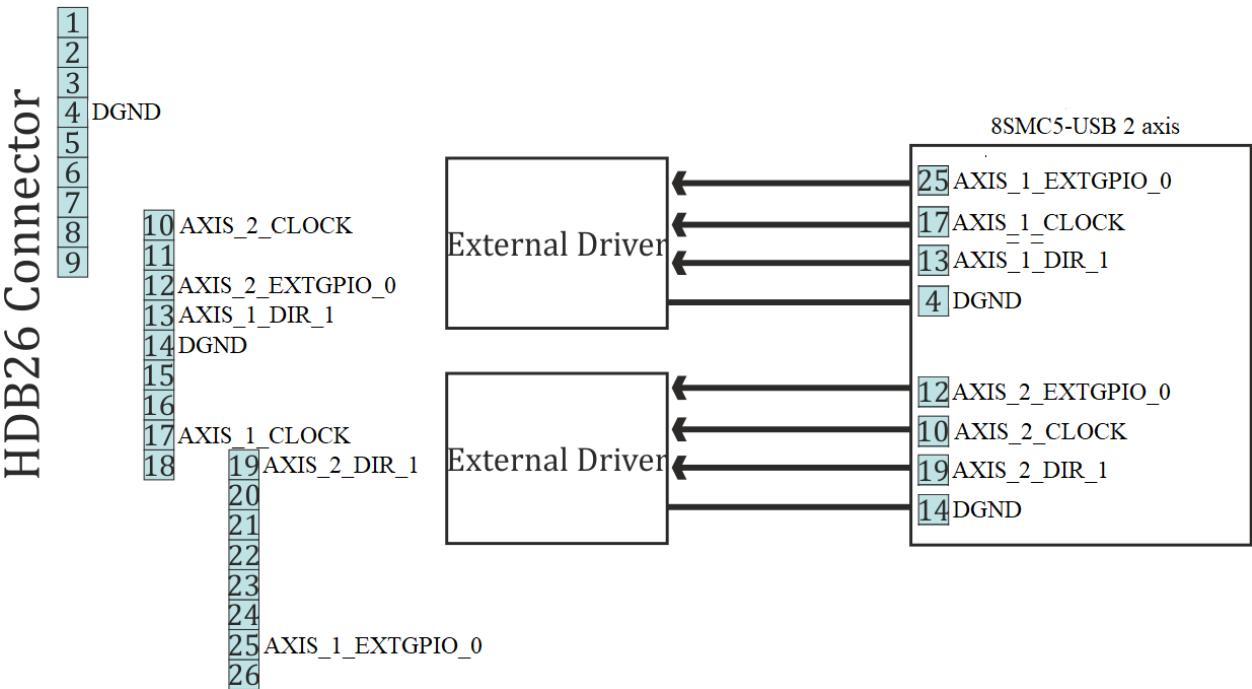 HDB26 Connector
1
2
3
4 DGND
5
6
7
8
9
10 AXIS_2_CLOCK
11
12 AXIS_2_EXTGPIO_0
13 AXIS_1_DIR_1
14 DGND
15
16
17 AXIS_1_CLOCK
18
19 AXIS_2_DIR_1
20
21
22
23
24
25 AXIS_1_EXTGPIO_0
26
External Driver
External Driver
8SMC5-USB 2 axis
25 AXIS_1_EXTGPIO_0
17 AXIS_1_CLOCK
13 AXIS_1_DIR_1
4 DGND
12 AXIS_2_EXTGPIO_0
10 AXIS_2_CLOCK
19 AXIS_2_DIR_1
14 DGND